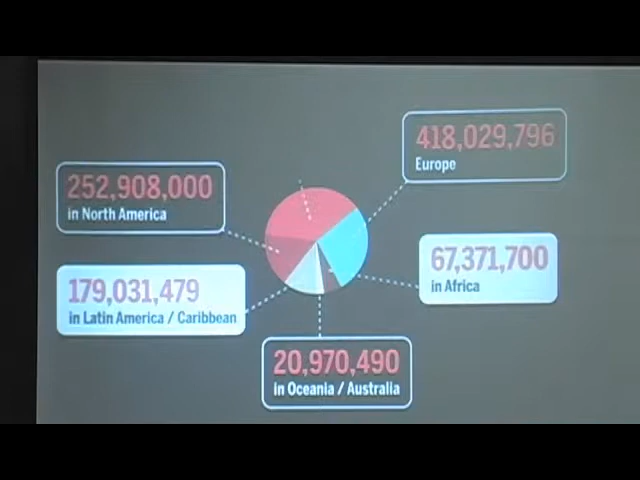 418,029,796
Europe
252,908,000
in North America
67,371,700
in Africa
179,031,479
in Latin America / Caribbean
20,970,490
in Oceania / Australia